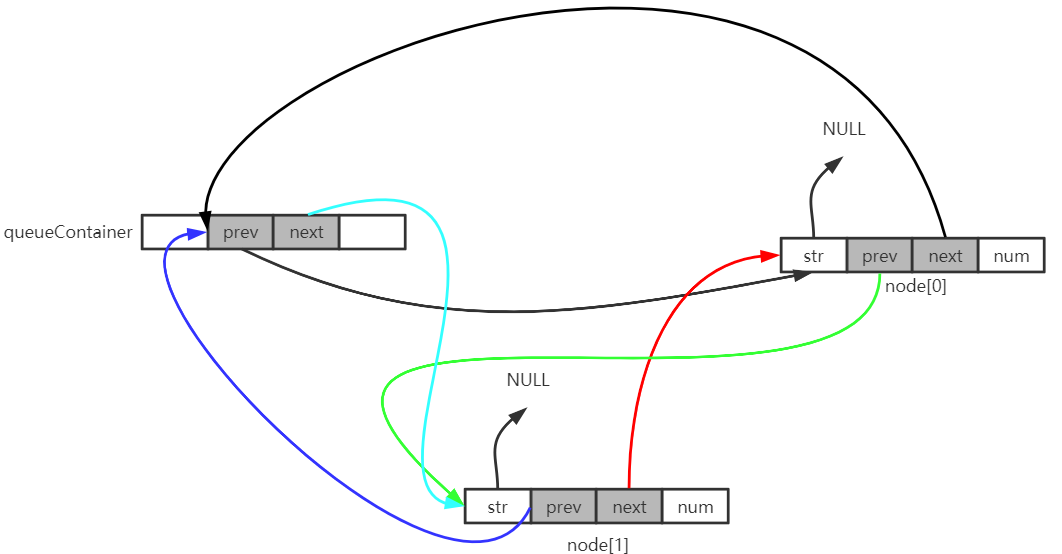 NULL
queueContainer
prev next
str prev next num
node[0]
NULL
str prev next num
node[1]